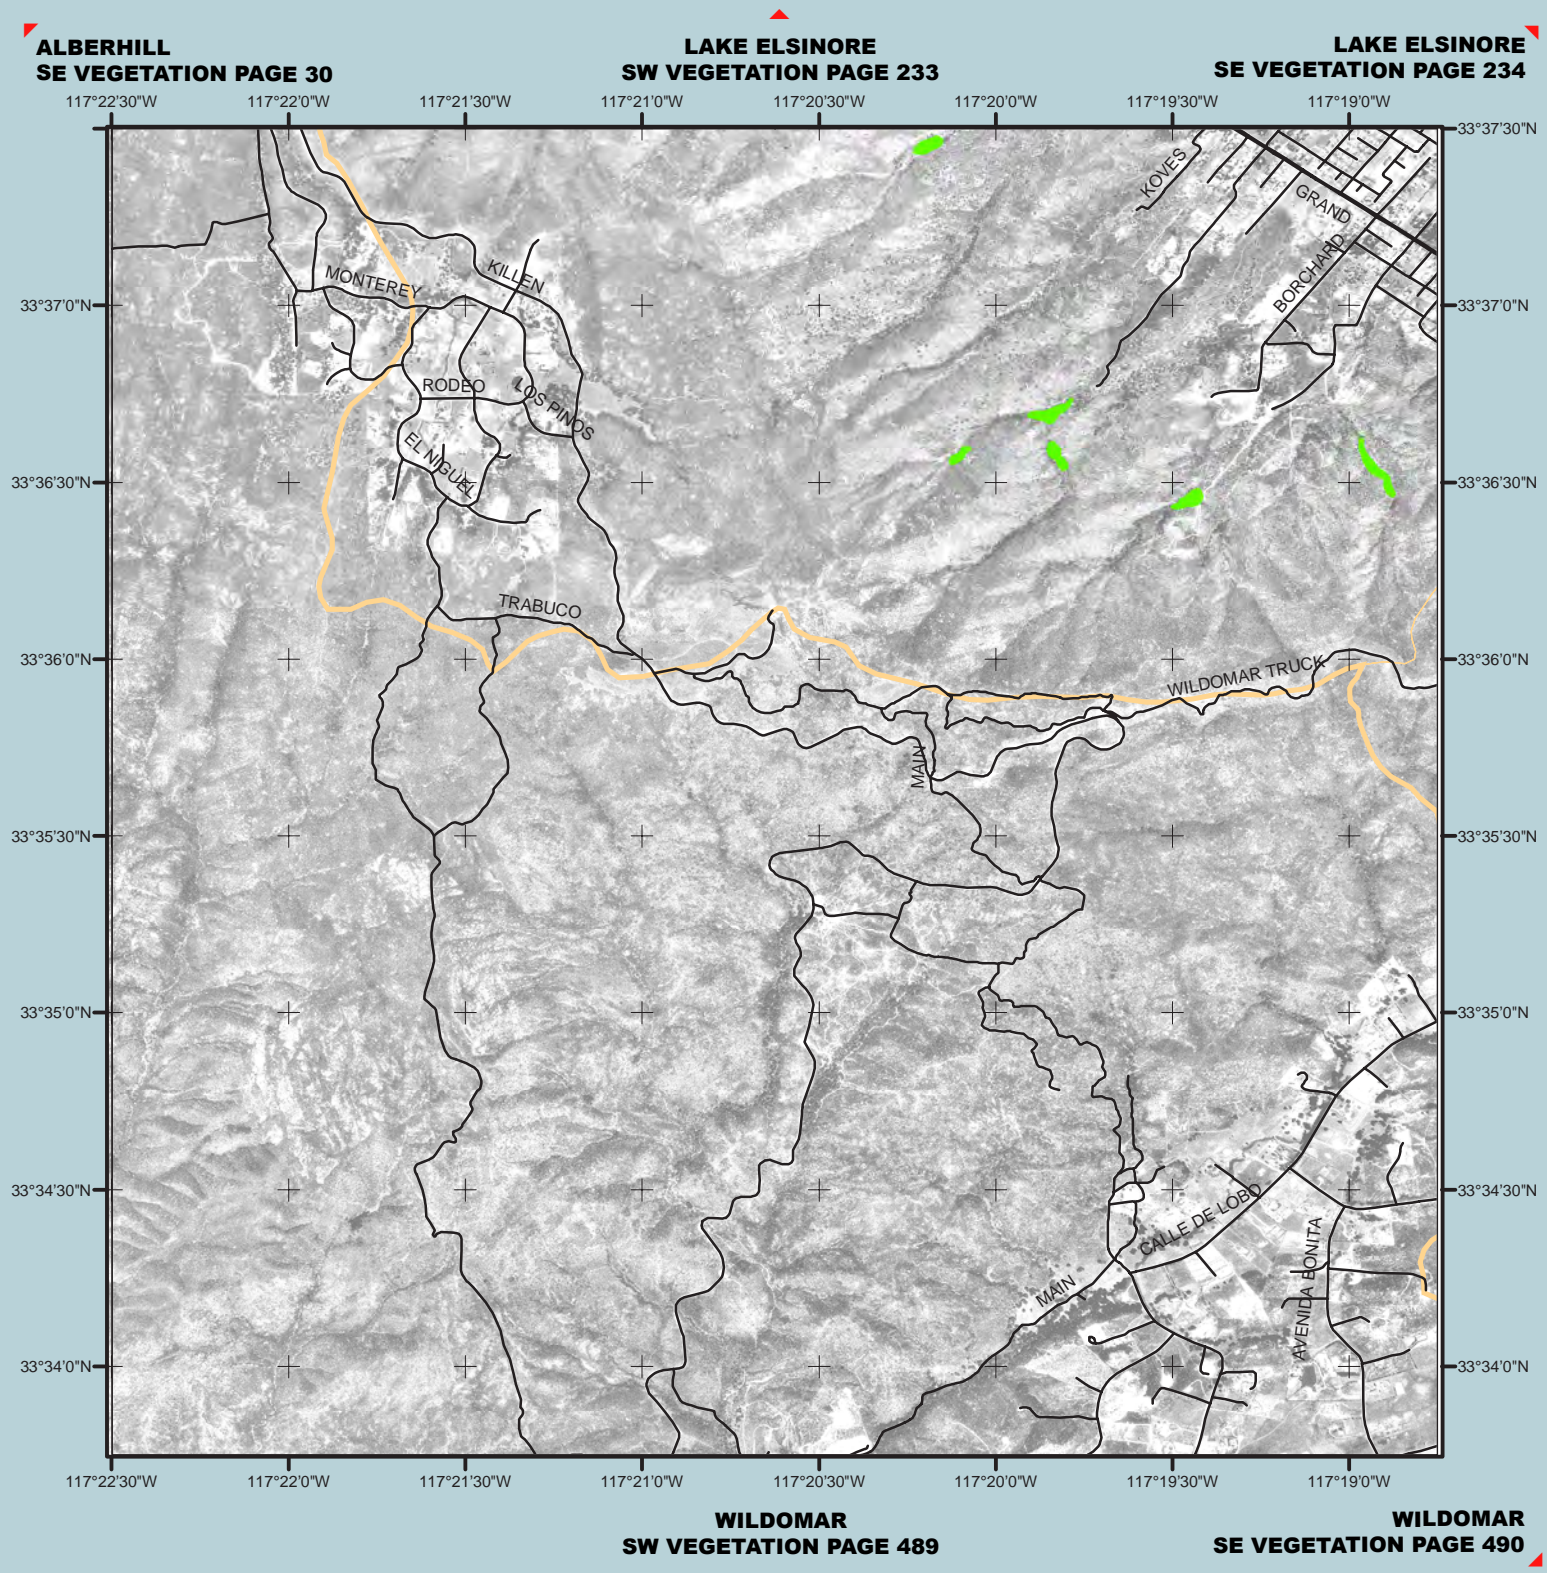 ALBERHILL
SE VEGETATION PAGE 30
LAKE ELSINORE
SW VEGETATION PAGE 233
LAKE ELSINORE
SE VEGETATION PAGE 234
117°22'30"W 117°22'0"W 117°21'30"W 117°21'0"W 117°20'30"W 117°20'0"W 117°19'30"W 117°19'0"W
33°37'30"N
KOVES
GRAND
BORCHARD
KILLEN
MONTEREY
33°37'0"N 33°37'0"N
RODEO
LOS PINOS
EL NIGUEL
33°36'30"N 33°36'30"N
TRABUCO
33°36'0"N 33°36'0"N
WILDOMAR TRUCK
MAIN
33°35'30"N 33°35'30"N
33°35'0"N 33°35'0"N
33°34'30"N 33°34'30"N
CALLE DE LOBO
AVENIDA BONITA
MAIN
33°34'0"N 33°34'0"N
117°22'30"W 117°22'0"W 117°21'30"W 117°21'0"W 117°20'30"W 117°20'0"W 117°19'30"W 117°19'0"W
WILDOMAR
SW VEGETATION PAGE 489
WILDOMAR
SE VEGETATION PAGE 490